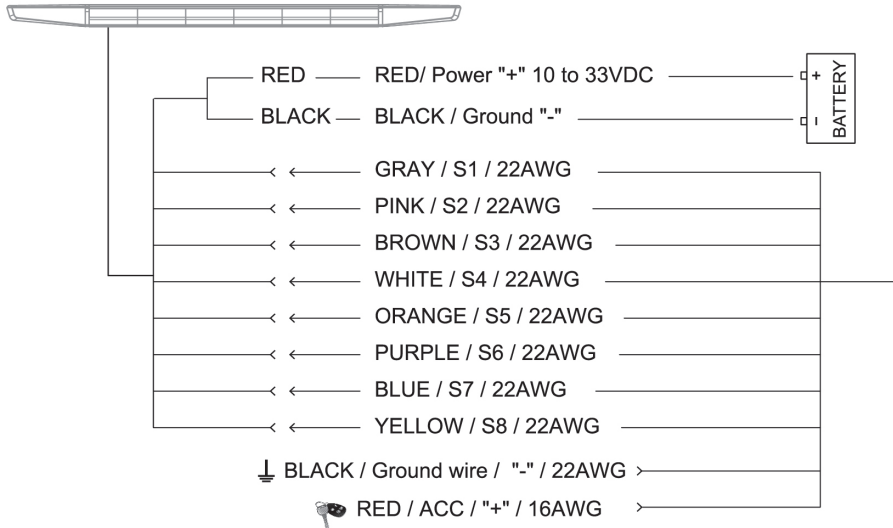 RED RED/ Power "+" 10 to 33VDC
BLACK BLACK / Ground "-"
+
-
BATTERY
GRAY / S1 / 22AWG
PINK / S2 / 22AWG
BROWN / S3 / 22AWG
WHITE / S4 / 22AWG
ORANGE / S5 / 22AWG
PURPLE / S6 / 22AWG
BLUE / S7 / 22AWG
YELLOW / S8 / 22AWG
BLACK / Ground wire / "-" / 22AWG
RED / ACC / "+" / 16AWG